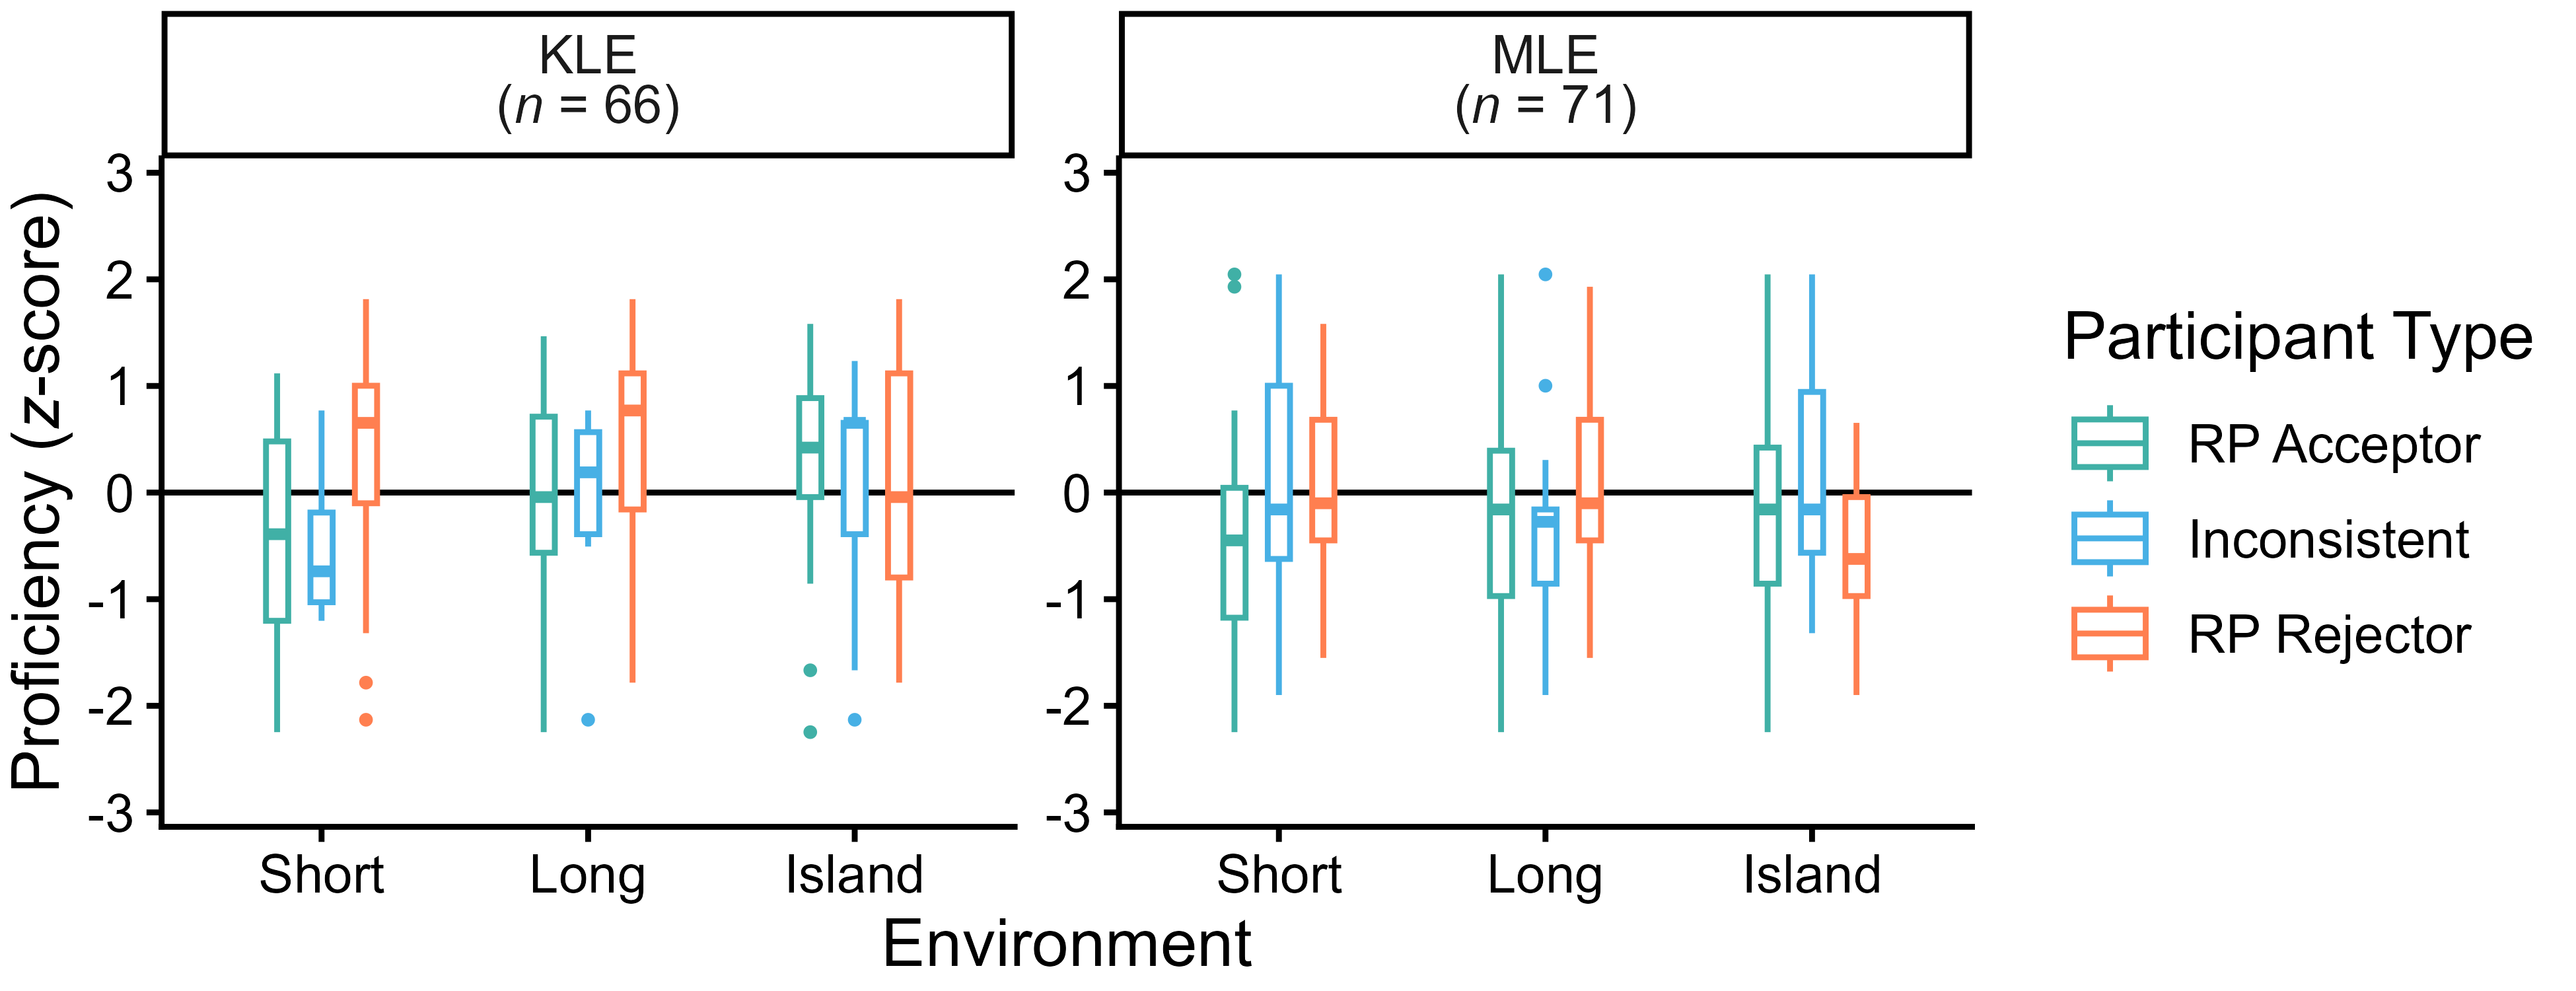 KLE
(n = 66)
MLE
(n = 71)
Proficiency (z-score)
3
2
1
0
-1
-2
-3
3
2
1
0
-1
-2
-3
Short
Long
Island
Short
Long
Island
Environment
Participant Type
RP Acceptor
Inconsistent
RP Rejector